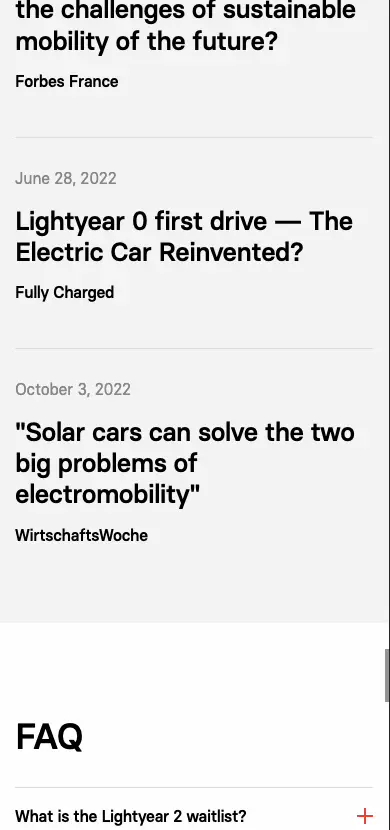 the challenges of sustainable
mobility of the future?
Forbes France
June 28, 2022
Lightyear 0 first drive — The
Electric Car Reinvented?
Fully Charged
October 3, 2022
"Solar cars can solve the two
big problems of
electromobility"
WirtschaftsWoche
FAQ
What is the Lightyear 2 waitlist?